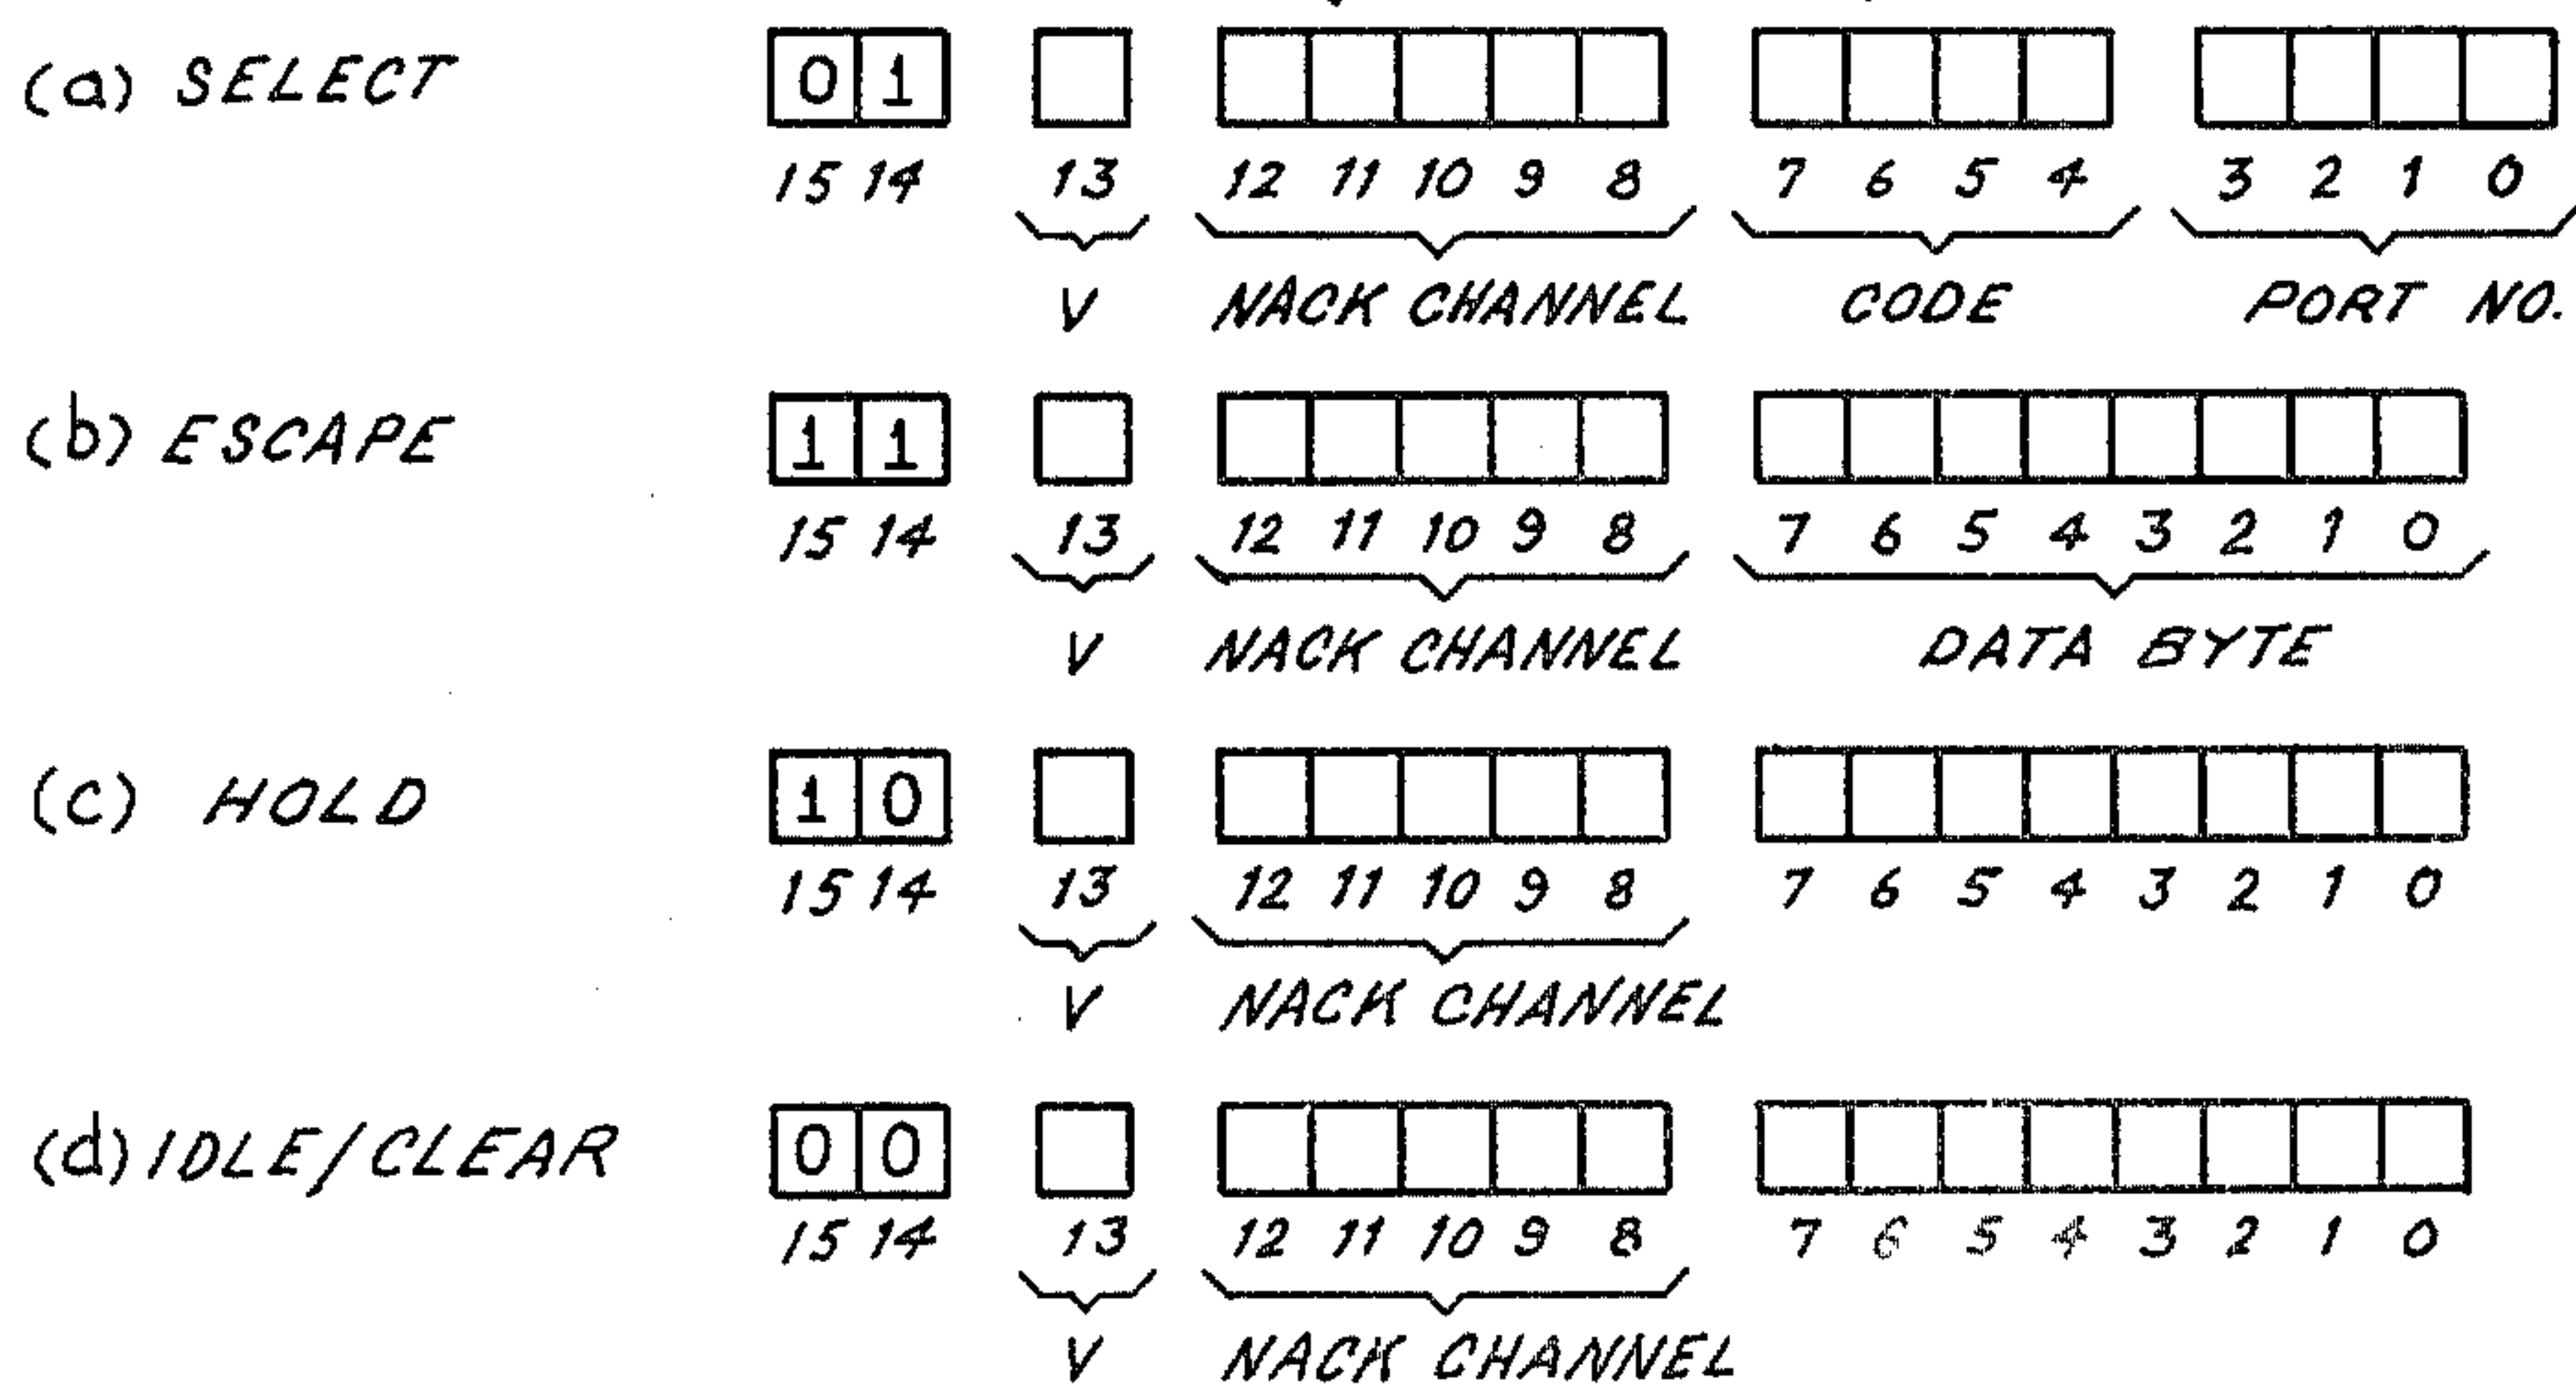 (a) SELECT 0 1
15 14 13 12 11 10 9 8 7 6 5 4 3 2 1 0
V NACK CHANNEL CODE PORT NO.
(b) ESCAPE 1 1
15 14 13 12 11 10 9 8 7 6 5 4 3 2 1 0
V NACK CHANNEL DATA BYTE
(c) HOLD 1 0
15 14 13 12 11 10 9 8 7 6 5 4 3 2 1 0
V NACK CHANNEL
(d) IDLE/CLEAR 0 0
15 14 13 12 11 10 9 8 7 6 5 4 3 2 1 0
V NACK CHANNEL